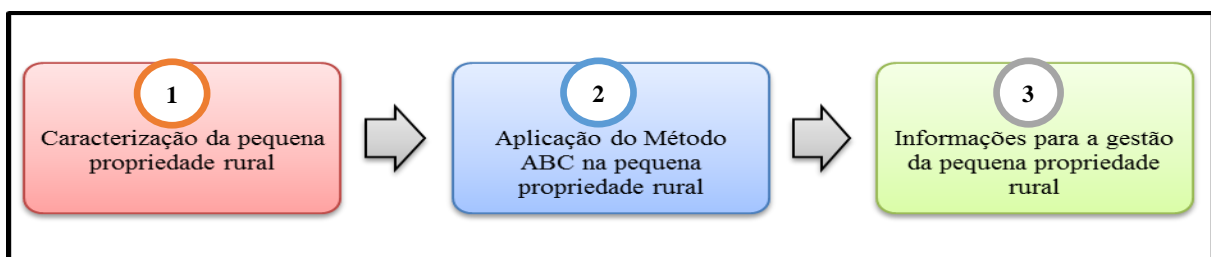 1
Caracterização da pequena
propriedade rural
2
Aplicação do Método
ABC na pequena
propriedade rural
3
Informações para a gestão
da pequena propriedade
rural